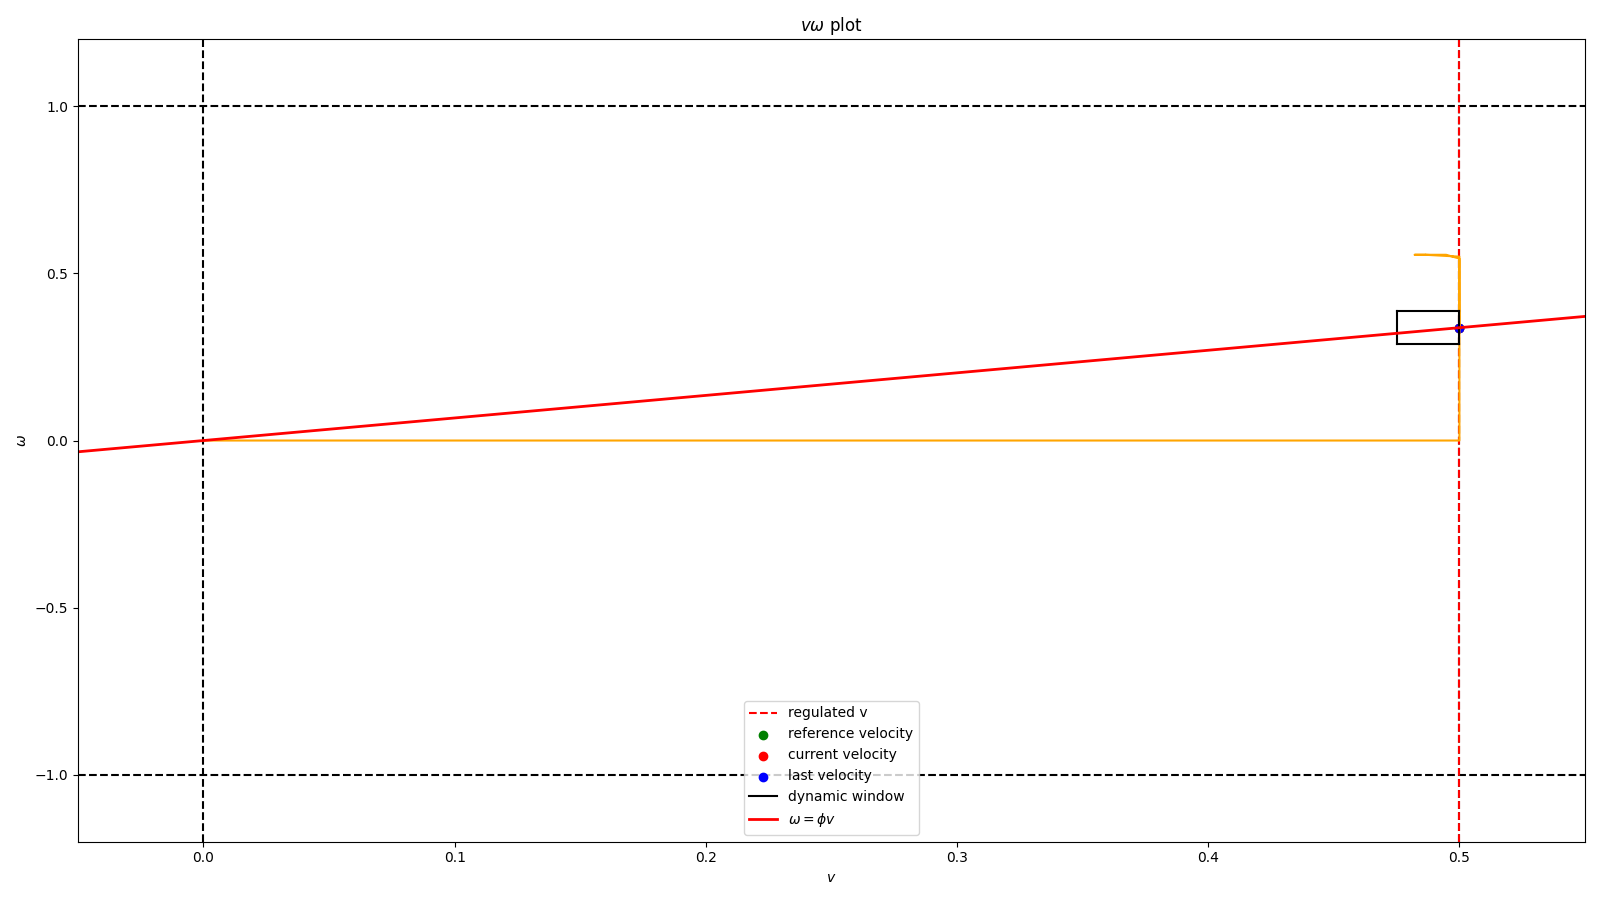 vω plot
1.0
0.5
0.0
−0.5
−1.0
ω
regulated v
reference velocity
current velocity
last velocity
dynamic window
ω = ϕv
0.0 0.1 0.2 0.3 0.4 0.5
v